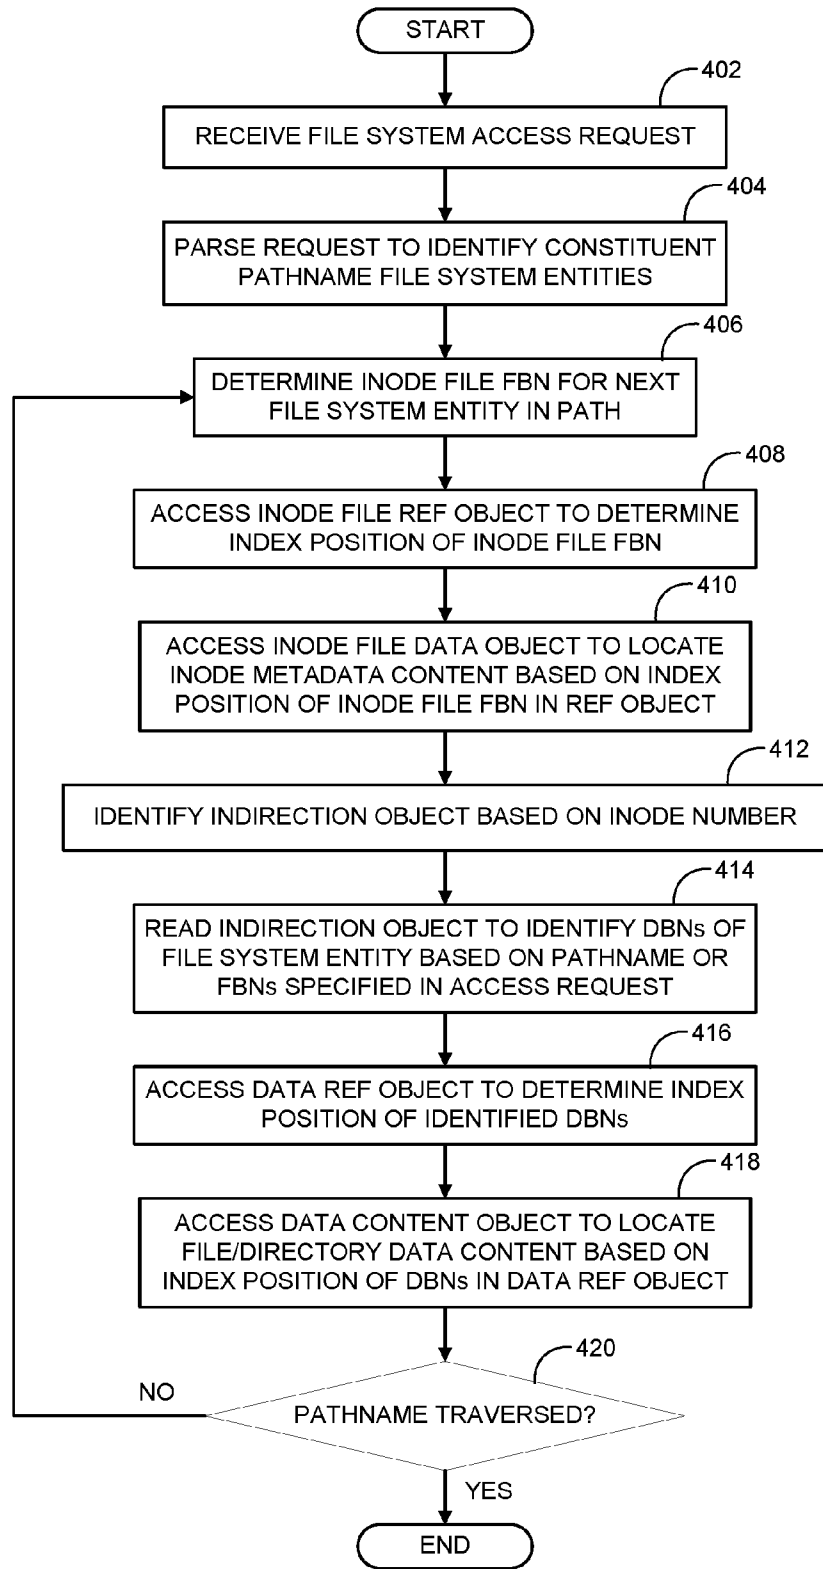 START
402
RECEIVE FILE SYSTEM ACCESS REQUEST
404
PARSE REQUEST TO IDENTIFY CONSTITUENT
PATHNAME FILE SYSTEM ENTITIES
406
DETERMINE INODE FILE FBN FOR NEXT
FILE SYSTEM ENTITY IN PATH
408
ACCESS INODE FILE REF OBJECT TO DETERMINE
INDEX POSITION OF INODE FILE FBN
410
ACCESS INODE FILE DATA OBJECT TO LOCATE
INODE METADATA CONTENT BASED ON INDEX
POSITION OF INODE FILE FBN IN REF OBJECT
412
IDENTIFY INDIRECTION OBJECT BASED ON INODE NUMBER
414
READ INDIRECTION OBJECT TO IDENTIFY DBNs OF
FILE SYSTEM ENTITY BASED ON PATHNAME OR
FBNs SPECIFIED IN ACCESS REQUEST
416
ACCESS DATA REF OBJECT TO DETERMINE INDEX
POSITION OF IDENTIFIED DBNs
418
ACCESS DATA CONTENT OBJECT TO LOCATE
FILE/DIRECTORY DATA CONTENT BASED ON
INDEX POSITION OF DBNs IN DATA REF OBJECT
420
NO
PATHNAME TRAVERSED?
YES
END